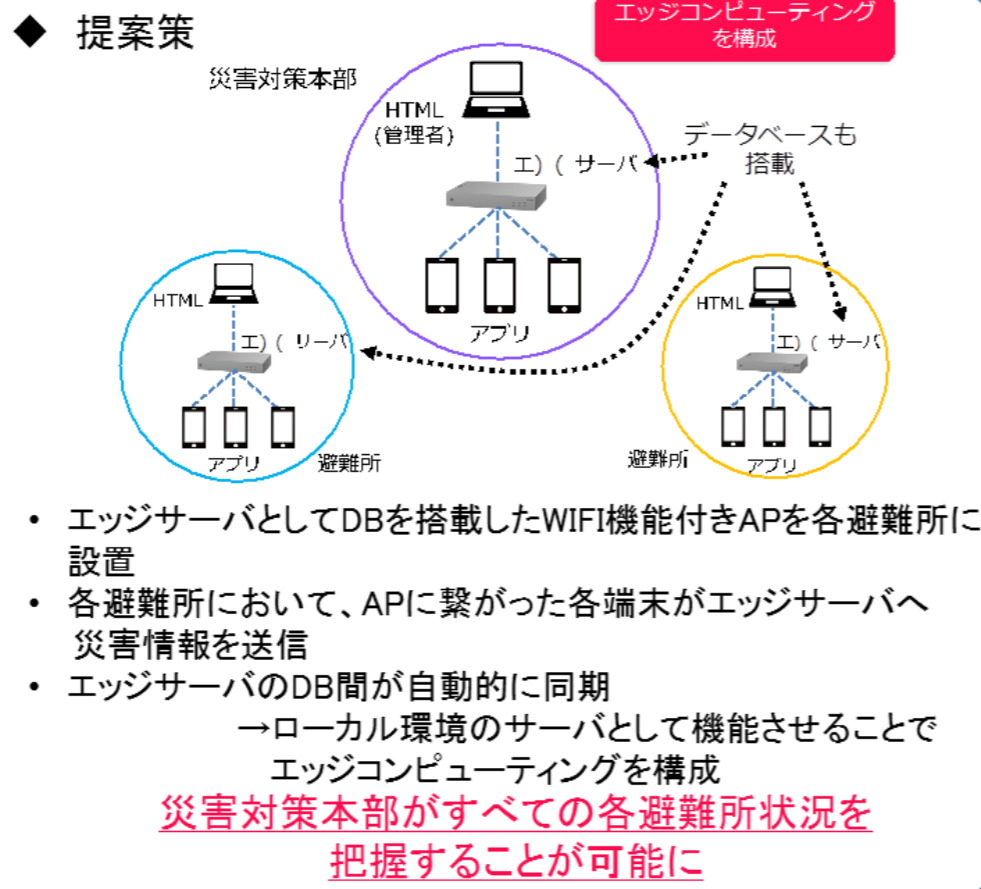 ◆ 提案策
エッジコンピューティング
を構成
災害対策本部
HTML
(管理者)
データベースも
搭載
エ) ( サーバ
アプリ
HTML
エ) ( リーバ
アプリ
避難所
HTML
エ) ( サーバ
避難所
アプリ
• エッジサーバとしてDBを搭載したWIFI機能付きAPを各避難所に
設置
• 各避難所において、APに繋がった各端末がエッジサーバへ
災害情報を送信
• エッジサーバのDB間が自動的に同期
→ローカル環境のサーバとして機能させることで
エッジコンピューティングを構成
災害対策本部がすべての各避難所状況を
把握することが可能に